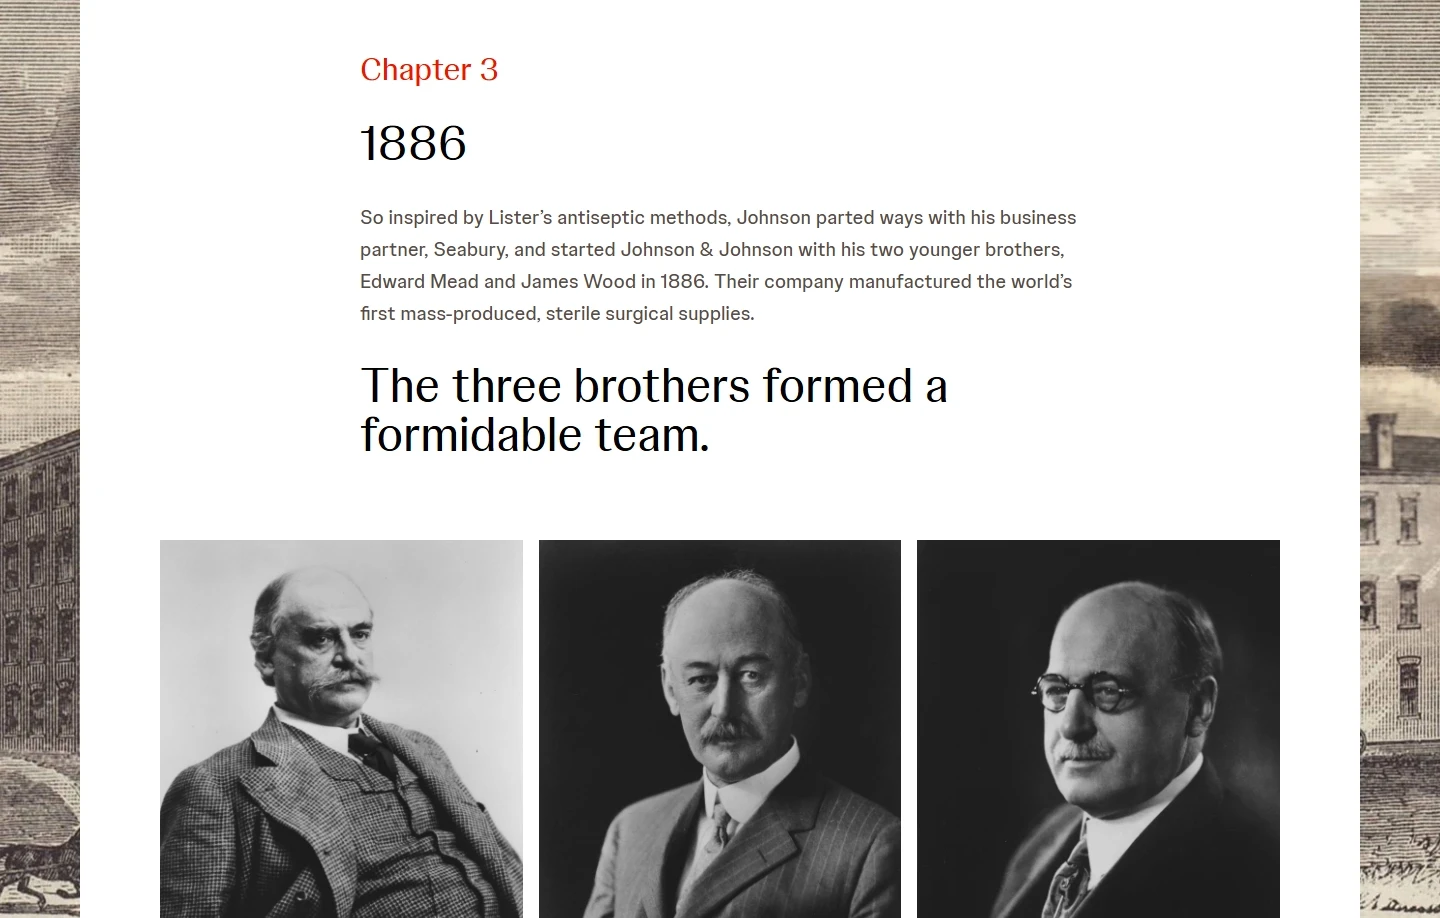 Chapter 3
1886
So inspired by Lister’s antiseptic methods, Johnson parted ways with his business
partner, Seabury, and started Johnson & Johnson with his two younger brothers,
Edward Mead and James Wood in 1886. Their company manufactured the world’s
first mass-produced, sterile surgical supplies.
The three brothers formed a
formidable team.